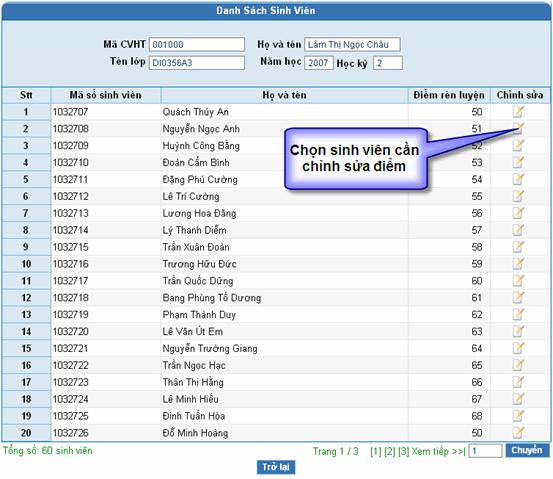 Danh Sách Sinh Viên
Mã CVHT 001000 Họ và tên Lâm Thị Ngọc Châu
Tên lớp DI0356A3 Năm học 2007 Học kỳ 2
Stt Mã số sinh viên Họ và tên Điểm rèn luyện Chỉnh sửa
1 1032707 Quách Thúy An 50
2 1032708 Nguyễn Ngọc Anh 51
3 1032709 Huỳnh Công Bằng 52
4 1032710 Đoàn Cẩm Bình 53
5 1032711 Đặng Phú Cường 54
6 1032712 Lê Trí Cường 55
7 1032713 Lương Hoa Đăng 56
8 1032714 Lý Thanh Diễm 57
9 1032715 Trần Xuân Đoàn 58
10 1032716 Trương Hữu Đức 59
11 1032717 Trần Quốc Dững 60
12 1032718 Bang Phùng Tố Dương 61
13 1032719 Phạm Thành Duy 62
14 1032720 Lê Văn Út Em 63
15 1032721 Nguyễn Trường Giang 64
16 1032722 Trần Ngọc Hạc 65
17 1032723 Thân Thị Hằng 66
18 1032724 Lê Minh Hiếu 67
19 1032725 Đinh Tuấn Hòa 68
20 1032726 Đỗ Minh Hoàng 50
Chọn sinh viên cần
chỉnh sửa điểm
Tổng số: 60 sinh viên Trang 1 / 3 [1] [2] [3] Xem tiếp >>| 1 Chuyển
Trở lại